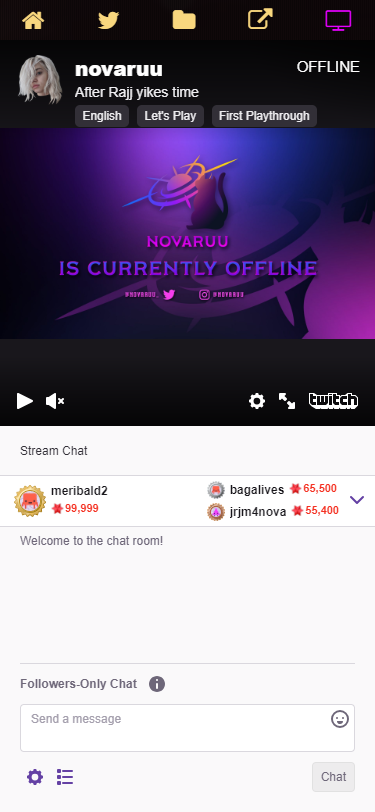 novaruu
OFFLINE
After Rajj yikes time
English Let's Play First Playthrough
NOVARUU
IS CURRENTLY OFFLINE
twitch
Stream Chat
meribald2
99,999
bagalives 65,500
jrjm4nova 55,400
Welcome to the chat room!
Followers-Only Chat
Send a message
Chat